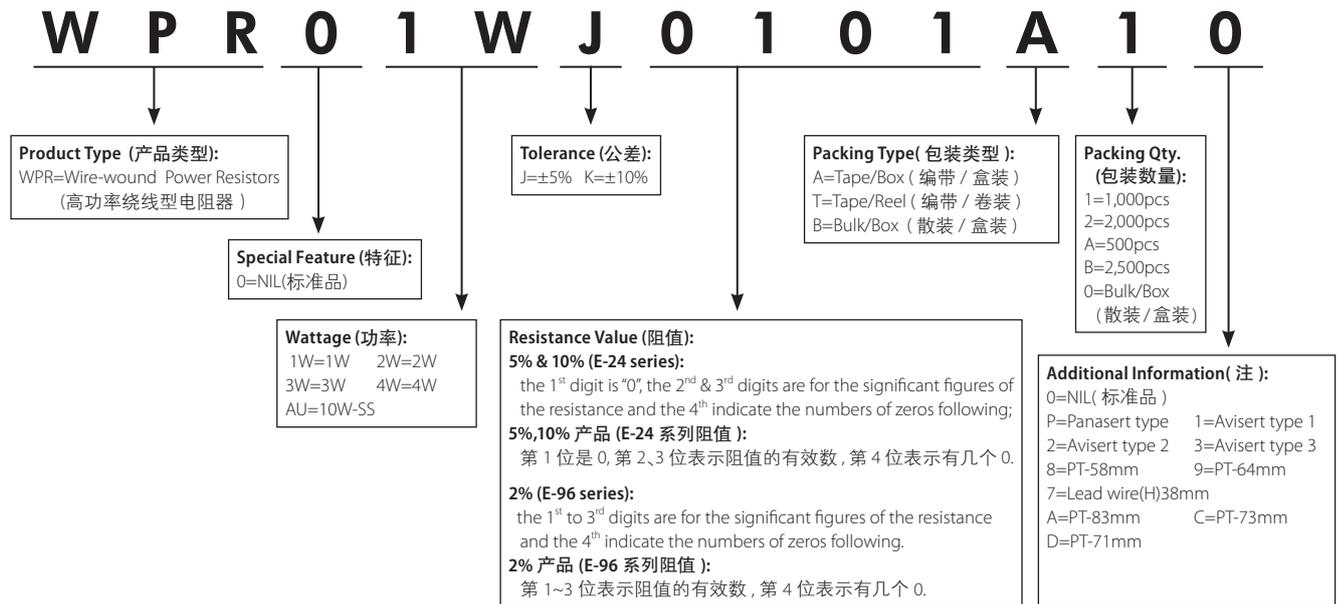 W P R 0 1 W J 0 1 0 1 A 1 0
Product Type (产品类型):
WPR=Wire-wound Power Resistors
(高功率绕线型电阻器)
Special Feature (特征):
0=NIL(标准品)
Wattage (功率):
1W=1W 2W=2W
3W=3W 4W=4W
AU=10W-SS
Tolerance (公差):
J=±5% K=±10%
Resistance Value (阻值):
5% & 10% (E-24 series):
the 1st digit is "0", the 2nd & 3rd digits are for the significant figures of
the resistance and the 4th indicate the numbers of zeros following;
5%,10% 产品 (E-24 系列阻值):
第 1 位是 0, 第 2、3 位表示阻值的有效数, 第 4 位表示有几个 0.
2% (E-96 series):
the 1st to 3rd digits are for the significant figures of the resistance
and the 4th indicate the numbers of zeros following.
2% 产品 (E-96 系列阻值):
第 1~3 位表示阻值的有效数, 第 4 位表示有几个 0.
Packing Type( 包装类型 ):
A=Tape/Box ( 编带 / 盒装 )
T=Tape/Reel ( 编带 / 卷装 )
B=Bulk/Box ( 散装 / 盒装 )
Packing Qty.
(包装数量):
1=1,000pcs
2=2,000pcs
A=500pcs
B=2,500pcs
0=Bulk/Box
(散装/盒装)
Additional Information( 注 ):
0=NIL( 标准品 )
P=Panasert type 1=Avisert type 1
2=Avisert type 2 3=Avisert type 3
8=PT-58mm 9=PT-64mm
7=Lead wire(H)38mm
A=PT-83mm C=PT-73mm
D=PT-71mm